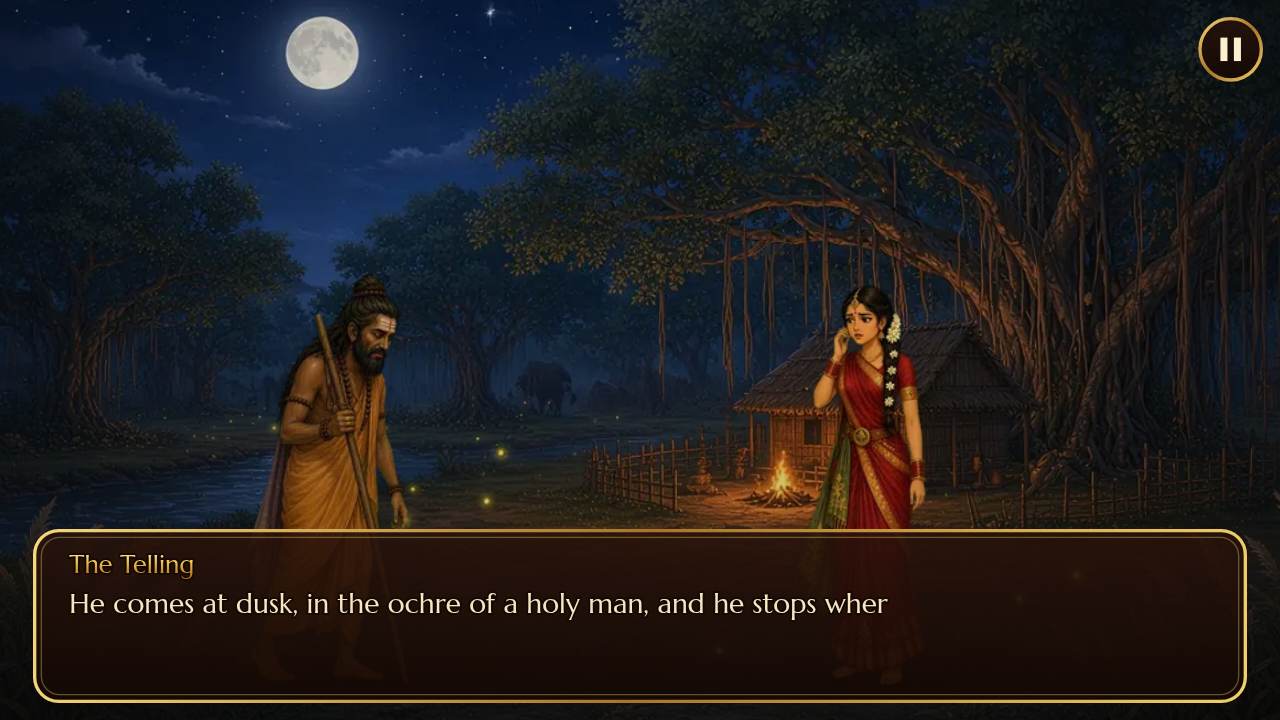 The Telling
He comes at dusk, in the ochre of a holy man, and he stops wher